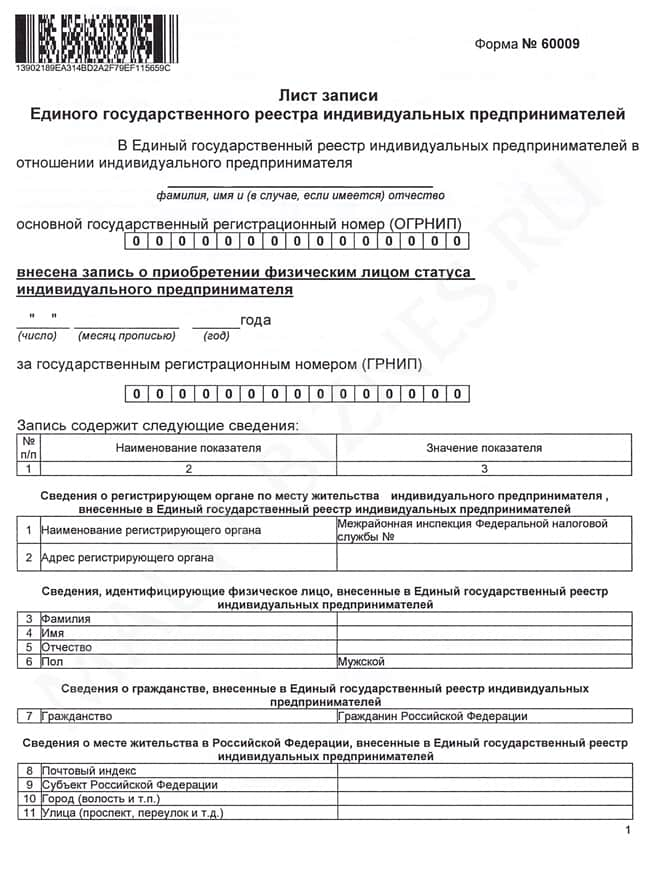 13902189EA314BD2A2F79EF115659C
Форма № 60009
Лист записи
Единого государственного реестра индивидуальных предпринимателей
В Единый государственный реестр индивидуальных предпринимателей в
отношении индивидуального предпринимателя
фамилия, имя и (в случае, если имеется) отчество
основной государственный регистрационный номер (ОГРНИП)
0 0 0 0 0 0 0 0 0 0 0 0 0 0 0
внесена запись о приобретении физическим лицом статуса
индивидуального предпринимателя
" " года
(число) (месяц прописью) (год)
за государственным регистрационным номером (ГРНИП)
0 0 0 0 0 0 0 0 0 0 0 0 0 0 0
Запись содержит следующие сведения:
№ п/п Наименование показателя Значение показателя
1 2 3
Сведения о регистрирующем органе по месту жительства индивидуального предпринимателя ,
внесенные в Единый государственный реестр индивидуальных предпринимателей
1 Наименование регистрирующего органа Межрайонная инспекция Федеральной налоговой
службы №
2 Адрес регистрирующего органа
Сведения, идентифицирующие физическое лицо, внесенные в Единый государственный реестр
индивидуальных предпринимателей
3 Фамилия
4 Имя
5 Отчество
6 Пол Мужской
Сведения о гражданстве, внесенные в Единый государственный реестр индивидуальных
предпринимателей
7 Гражданство Гражданин Российской Федерации
Сведения о месте жительства в Российской Федерации, внесенные в Единый государственный реестр
индивидуальных предпринимателей
8 Почтовый индекс
9 Субъект Российской Федерации
10 Город (волость и т.п.)
11 Улица (проспект, переулок и т.д.)
1